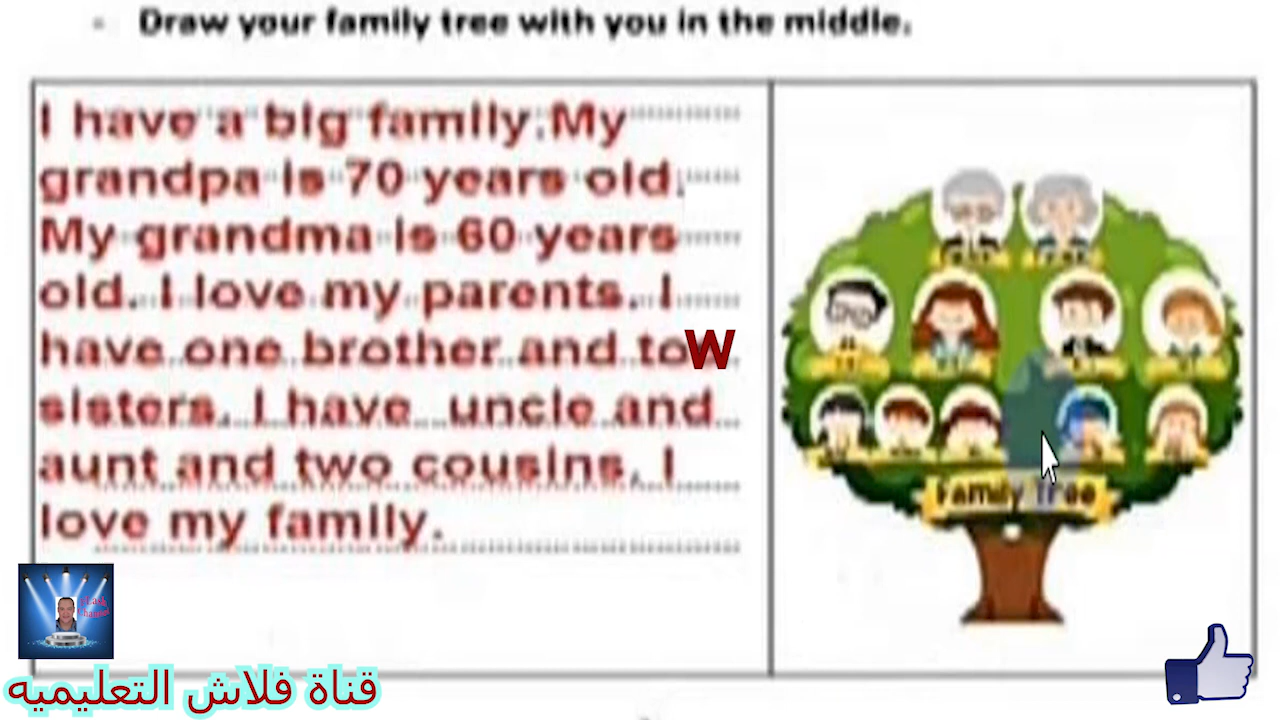 - Draw your family tree with you in the middle.
I have a big family.My
grandpa is 70 years old.
My grandma is 60 years
old. I love my parents. I
have one brother and tow
sisters. I have uncle and
aunt and two cousins. I
love my family.
Family Tree
Flash
Channel
قناة فلاش التعليميه